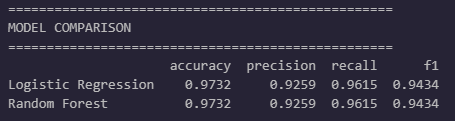 ==================================================
MODEL COMPARISON
==================================================
accuracy precision recall f1
Logistic Regression 0.9732 0.9259 0.9615 0.9434
Random Forest 0.9732 0.9259 0.9615 0.9434